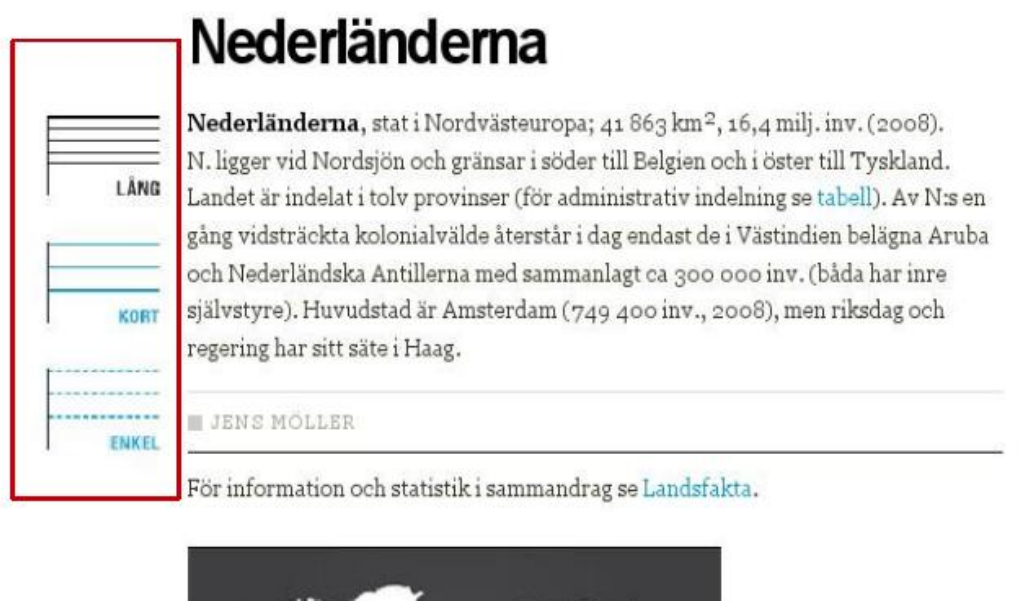 Nederländerna
LÅNG
KORT
ENKEL
Nederländerna, stat i Nordvästeuropa; 41 863 km², 16,4 milj. inv. (2008).
N. ligger vid Nordsjön och gränsar i söder till Belgien och i öster till Tyskland.
Landet är indelat i tolv provinser (för administrativ indelning se tabell). Av N:s en
gång vidsträckta kolonialvälde återstår i dag endast de i Västindien belägna Aruba
och Nederländska Antillerna med sammanlagt ca 300 000 inv. (båda har inre
självstyre). Huvudstad är Amsterdam (749 400 inv., 2008), men riksdag och
regering har sitt säte i Haag.
JENS MÖLLER
För information och statistik i sammandrag se Landsfakta.